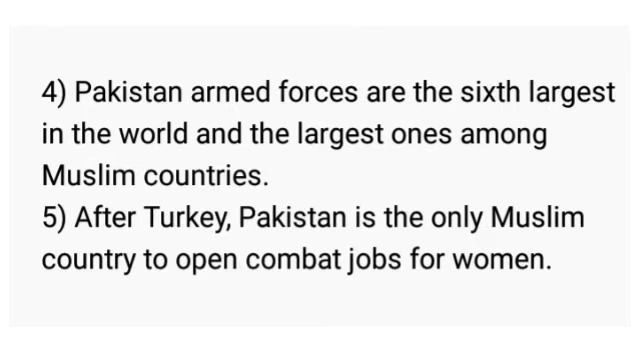 4) Pakistan armed forces are the sixth largest
in the world and the largest ones among
Muslim countries.
5) After Turkey, Pakistan is the only Muslim
country to open combat jobs for women.